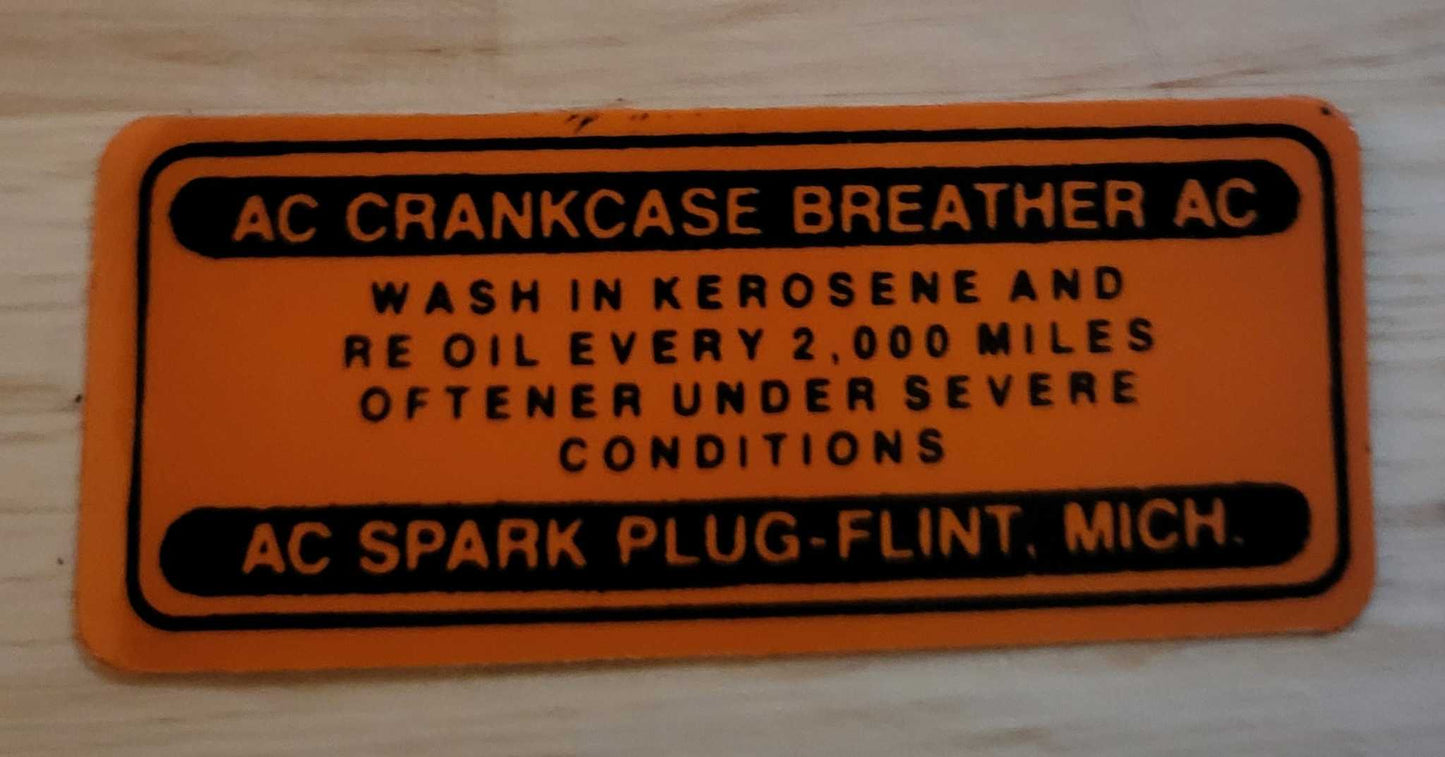 AC CRANKCASE BREATHER AC
WASH IN KEROSENE AND
RE OIL EVERY 2,000 MILES
OFTENER UNDER SEVERE
CONDITIONS
AC SPARK PLUG-FLINT, MICH.